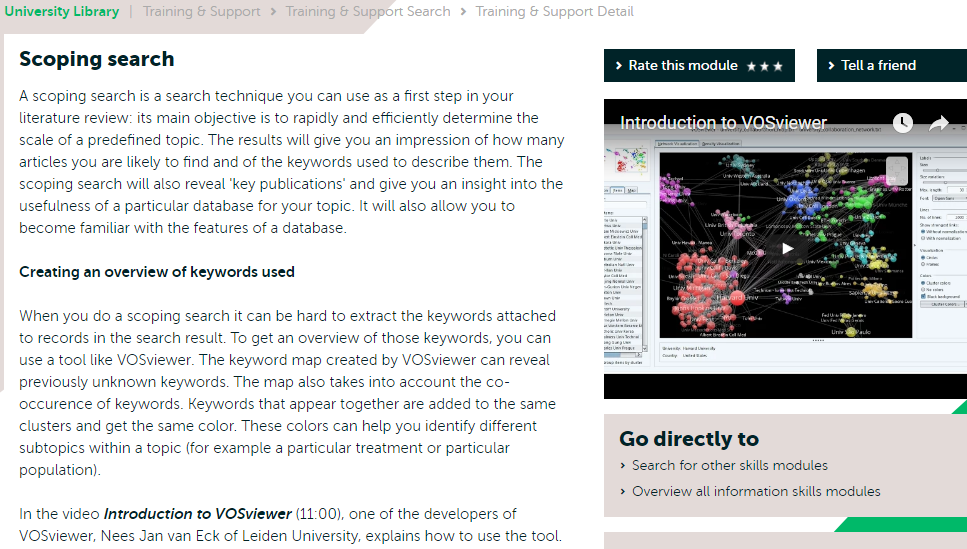 University Library | Training & Support > Training & Support Search > Training & Support Detail
Scoping search
A scoping search is a search technique you can use as a first step in your
literature review: its main objective is to rapidly and efficiently determine the
scale of a predefined topic. The results will give you an impression of how many
articles you are likely to find and of the keywords used to describe them. The
scoping search will also reveal 'key publications' and give you an insight into the
usefulness of a particular database for your topic. It will also allow you to
become familiar with the features of a database.
Creating an overview of keywords used
When you do a scoping search it can be hard to extract the keywords attached
to records in the search result. To get an overview of those keywords, you can
use a tool like VOSviewer. The keyword map created by VOSviewer can reveal
previously unknown keywords. The map also takes into account the co-
occurence of keywords. Keywords that appear together are added to the same
clusters and get the same color. These colors can help you identify different
subtopics within a topic (for example a particular treatment or particular
population).
In the video Introduction to VOSviewer (11:00), one of the developers of
VOSviewer, Nees Jan van Eck of Leiden University, explains how to use the tool.
> Rate this module ★★★
> Tell a friend
Introduction to VOSviewer
Harvard Univ
University: Harvard University
Country: United States
Go directly to
> Search for other skills modules
> Overview all information skills modules